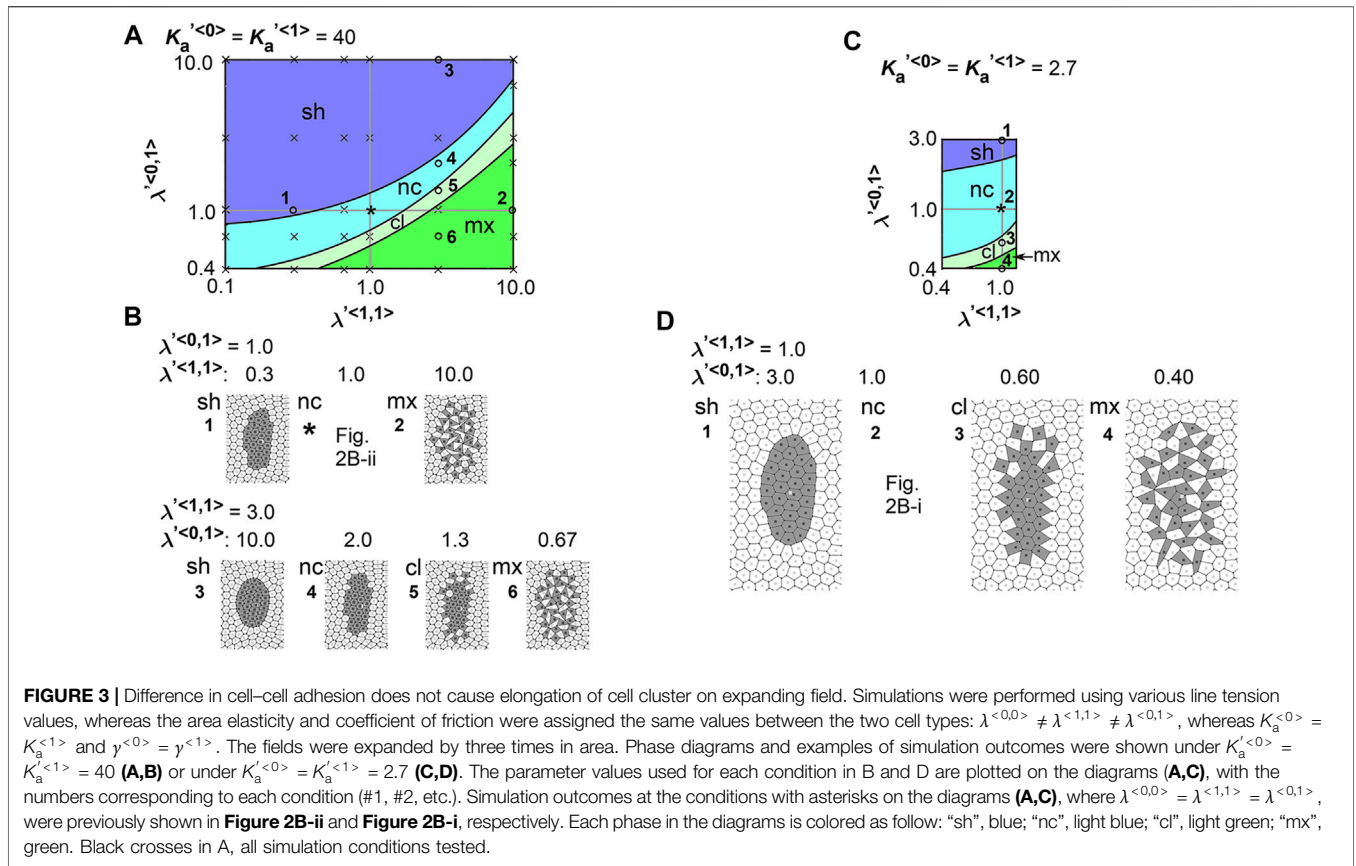 A
K_a'^<0> = K_a'^<1> = 40
10.0
1.0
0.4
λ'^<0,1>
sh
nc
cl
mx
1
2
3
4
5
6
*
0.1
1.0
10.0
λ'^<1,1>
C
K_a'^<0> = K_a'^<1> = 2.7
3.0
1.0
0.4
λ'^<0,1>
sh
nc
cl
mx
1
2
3
4
*
0.4
1.0
λ'^<1,1>
B
λ'^<0,1> = 1.0
λ'^<1,1>: 0.3 1.0 10.0
sh nc mx
1 * 2
Fig.
2B-ii
λ'^<1,1> = 3.0
λ'^<0,1>: 10.0 2.0 1.3 0.67
sh nc cl mx
3 4 5 6
D
λ'^<1,1> = 1.0
λ'^<0,1>: 3.0 1.0 0.60 0.40
sh nc cl mx
1 2 3 4
Fig.
2B-i
FIGURE 3 | Difference in cell–cell adhesion does not cause elongation of cell cluster on expanding field. Simulations were performed using various line tension
values, whereas the area elasticity and coefficient of friction were assigned the same values between the two cell types: λ^<0,0> ≠ λ^<1,1> ≠ λ^<0,1>, whereas K_a^<0> =
K_a^<1> and γ^<0> = γ^<1>. The fields were expanded by three times in area. Phase diagrams and examples of simulation outcomes were shown under K_a'^<0> =
K_a'^<1> = 40 (A,B) or under K_a'^<0> = K_a'^<1> = 2.7 (C,D). The parameter values used for each condition in B and D are plotted on the diagrams (A,C), with the
numbers corresponding to each condition (#1, #2, etc.). Simulation outcomes at the conditions with asterisks on the diagrams (A,C), where λ^<0,0> = λ^<1,1> = λ^<0,1>,
were previously shown in Figure 2B-ii and Figure 2B-i, respectively. Each phase in the diagrams is colored as follow: “sh”, blue; “nc”, light blue; “cl”, light green; “mx”,
green. Black crosses in A, all simulation conditions tested.